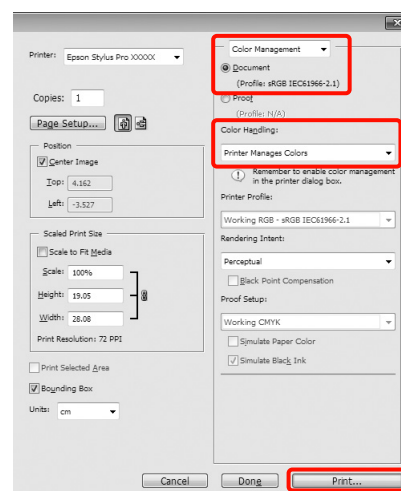 Printer: Epson Stylus Pro XXXXX
Copies: 1
Page Setup...
Position
Center Image
Top: 4.162
Left: -3.527
Scaled Print Size
Scale to Fit Media
Scale: 100%
Height: 19.05
Width: 28.08
Print Resolution: 72 PPI
Print Selected Area
Bounding Box
Units: cm
Color Management
Document
(Profile: sRGB IEC61966-2.1)
Proof
(Profile: N/A)
Color Handling:
Printer Manages Colors
Remember to enable color management
in the printer dialog box.
Printer Profile:
Working RGB - sRGB IEC61966-2.1
Rendering Intent:
Perceptual
Black Point Compensation
Proof Setup:
Working CMYK
Simulate Paper Color
Simulate Black Ink
Cancel
Done
Print...